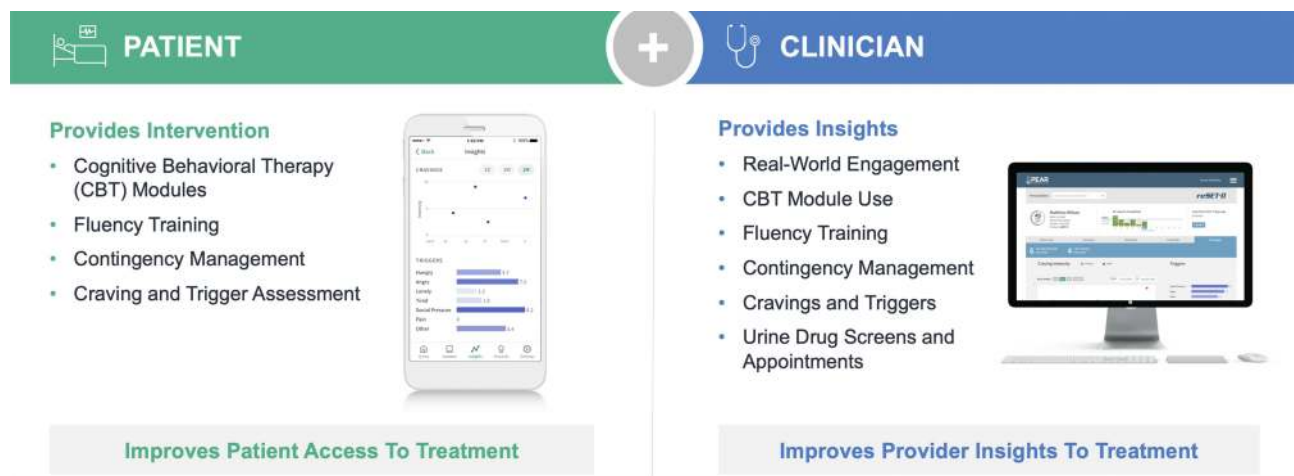 PATIENT
+
CLINICIAN
Provides Intervention
• Cognitive Behavioral Therapy
(CBT) Modules
• Fluency Training
• Contingency Management
• Craving and Trigger Assessment
Back
Insights
CRAVINGS
TRIGGERS
Hungry
Angry
Lonely
Tired
Social Pressure
Pain
Other
Improves Patient Access To Treatment
Provides Insights
• Real-World Engagement
• CBT Module Use
• Fluency Training
• Contingency Management
• Cravings and Triggers
• Urine Drug Screens and
Appointments
PEAR
reSET-O
Triggers
Improves Provider Insights To Treatment